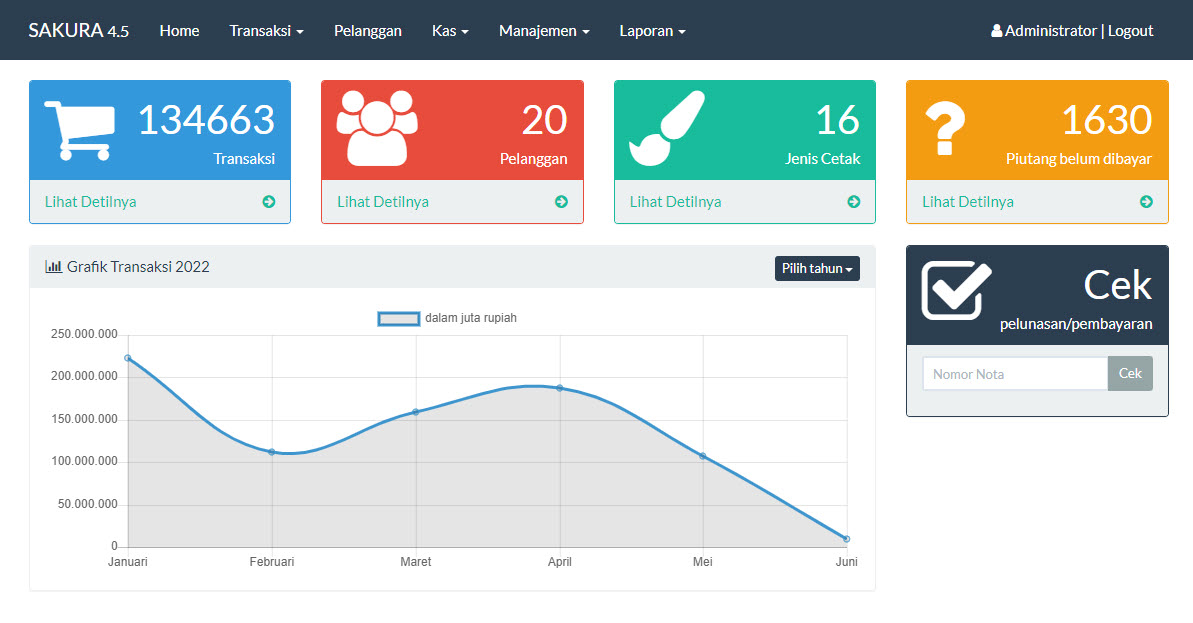 SAKURA 4.5 Home Transaksi Pelanggan Kas Manajemen Laporan Administrator | Logout
134663
Transaksi
Lihat Detilnya
20
Pelanggan
Lihat Detilnya
16
Jenis Cetak
Lihat Detilnya
1630
Piutang belum dibayar
Lihat Detilnya
Grafik Transaksi 2022
Pilih tahun
dalam juta rupiah
250.000.000
200.000.000
150.000.000
100.000.000
50.000.000
0
Januari Februari Maret April Mei Juni
Cek
pelunasan/pembayaran
Nomor Nota Cek